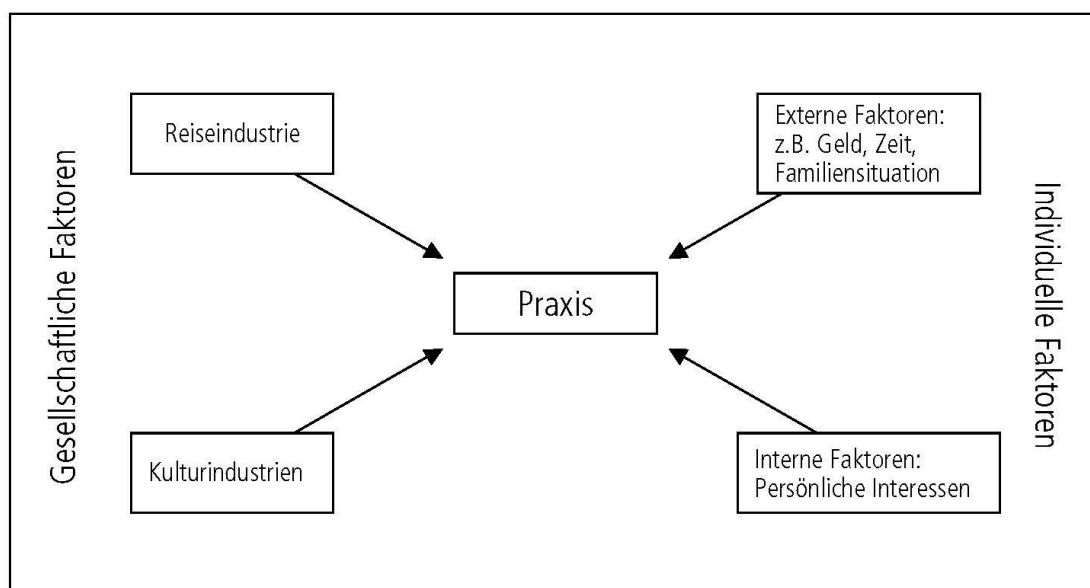 Gesellschaftliche Faktoren
Reiseindustrie
Kulturindustrien
Praxis
Externe Faktoren:
z.B. Geld, Zeit,
Familiensituation
Interne Faktoren:
Persönliche Interessen
Individuelle Faktoren